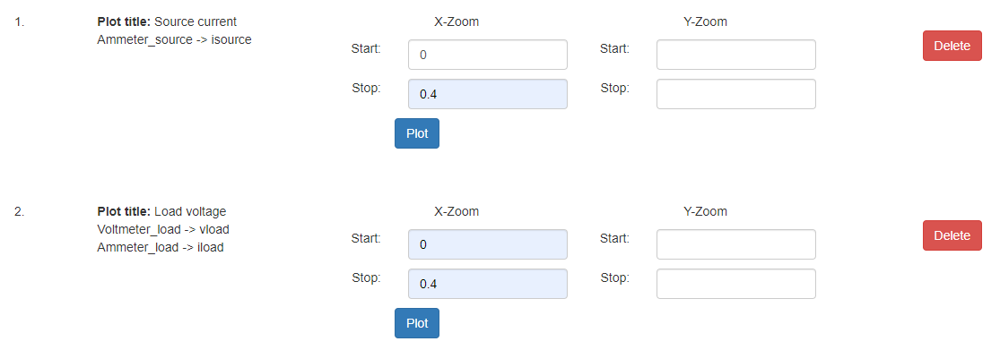 1.
Plot title: Source current
Ammeter_source -> isource
X-Zoom
Start: 0
Stop: 0.4
Plot
Y-Zoom
Start:
Stop:
Delete
2.
Plot title: Load voltage
Voltmeter_load -> vload
Ammeter_load -> iload
X-Zoom
Start: 0
Stop: 0.4
Plot
Y-Zoom
Start:
Stop:
Delete